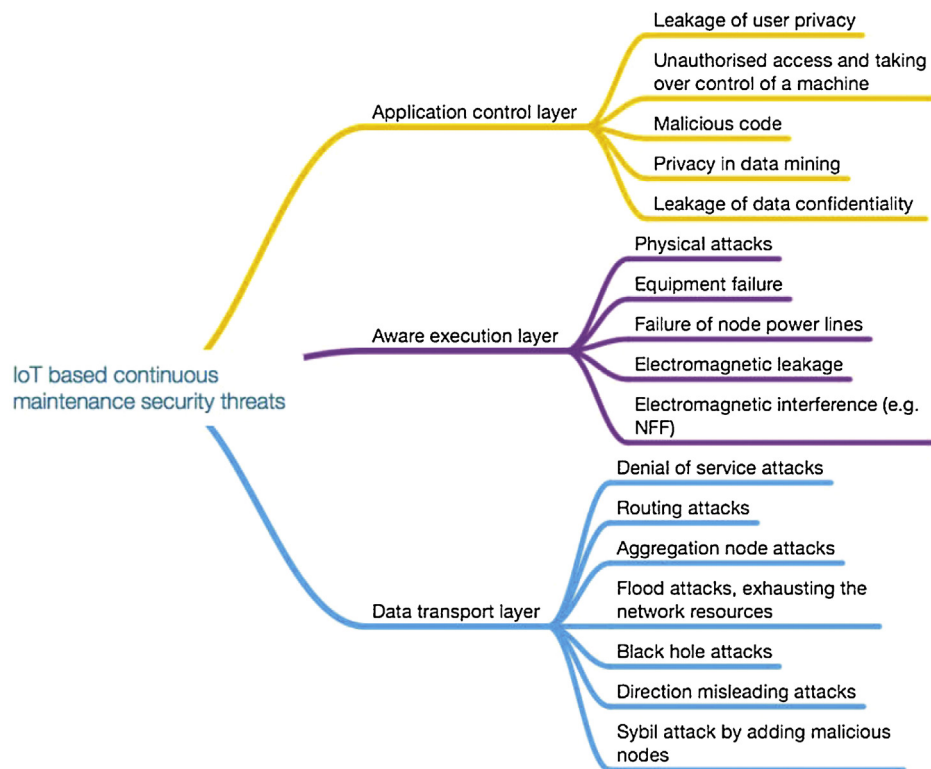 IoT based continuous
maintenance security threats
Application control layer
Leakage of user privacy
Unauthorised access and taking
over control of a machine
Malicious code
Privacy in data mining
Leakage of data confidentiality
Aware execution layer
Physical attacks
Equipment failure
Failure of node power lines
Electromagnetic leakage
Electromagnetic interference (e.g.
NFF)
Data transport layer
Denial of service attacks
Routing attacks
Aggregation node attacks
Flood attacks, exhausting the
network resources
Black hole attacks
Direction misleading attacks
Sybil attack by adding malicious
nodes